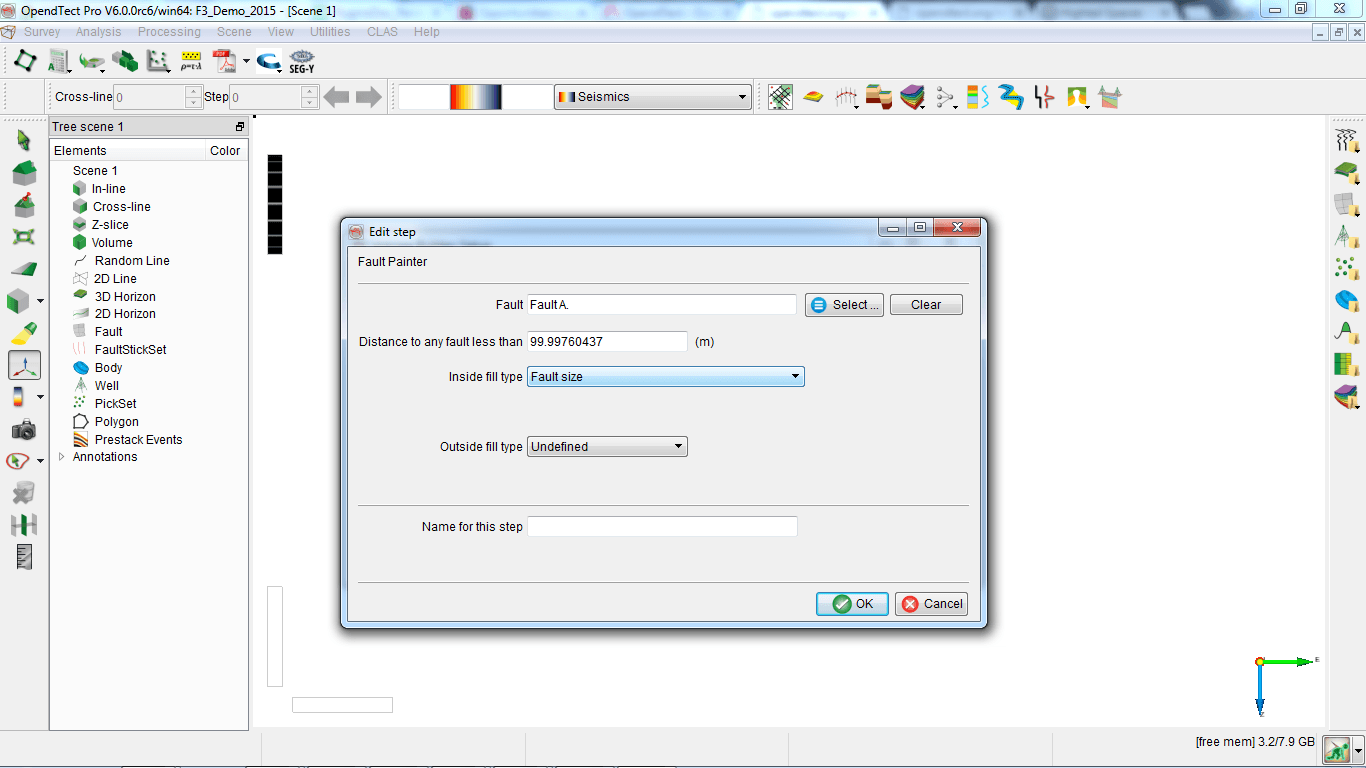 OpendTect Pro V6.0.0rc6/win64: F3_Demo_2015 - [Scene 1]
Survey Analysis Processing Scene View Utilities CLAS Help
PDF SEG-Y
ρ=τ·λ
Cross-line 0 Step 0 Seismics
Tree scene 1
Elements Color
Scene 1
In-line
Cross-line
Z-slice
Volume
Random Line
2D Line
3D Horizon
2D Horizon
Fault
FaultStickSet
Body
Well
PickSet
Polygon
Prestack Events
Annotations
Edit step
Fault Painter
Fault Fault A. Select ... Clear
Distance to any fault less than 99.99760437 (m)
Inside fill type Fault size
Outside fill type Undefined
Name for this step
OK Cancel
E
Z
[free mem] 3.2/7.9 GB